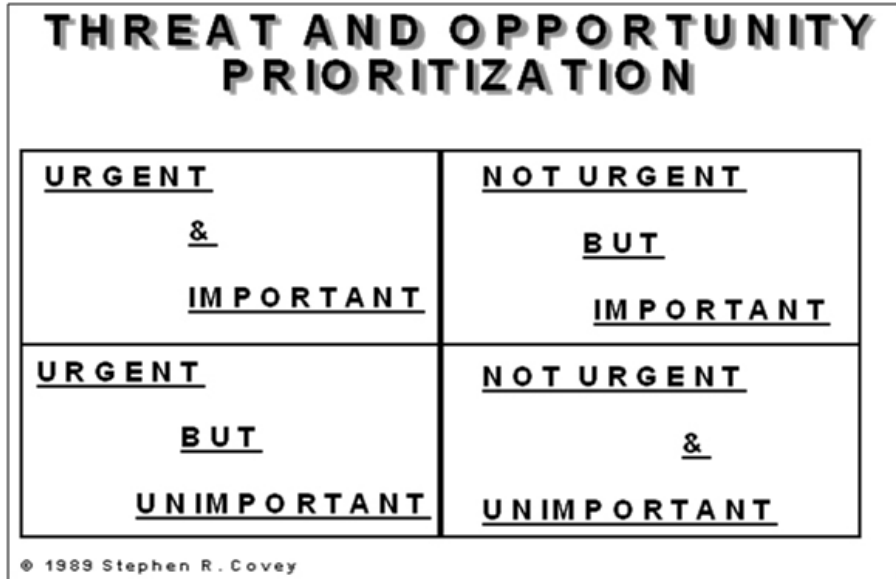 THREAT AND OPPORTUNITY
PRIORITIZATION
URGENT
&
IMPORTANT
NOT URGENT
BUT
IMPORTANT
URGENT
BUT
UNIMPORTANT
NOT URGENT
&
UNIMPORTANT
© 1989 Stephen R. Covey